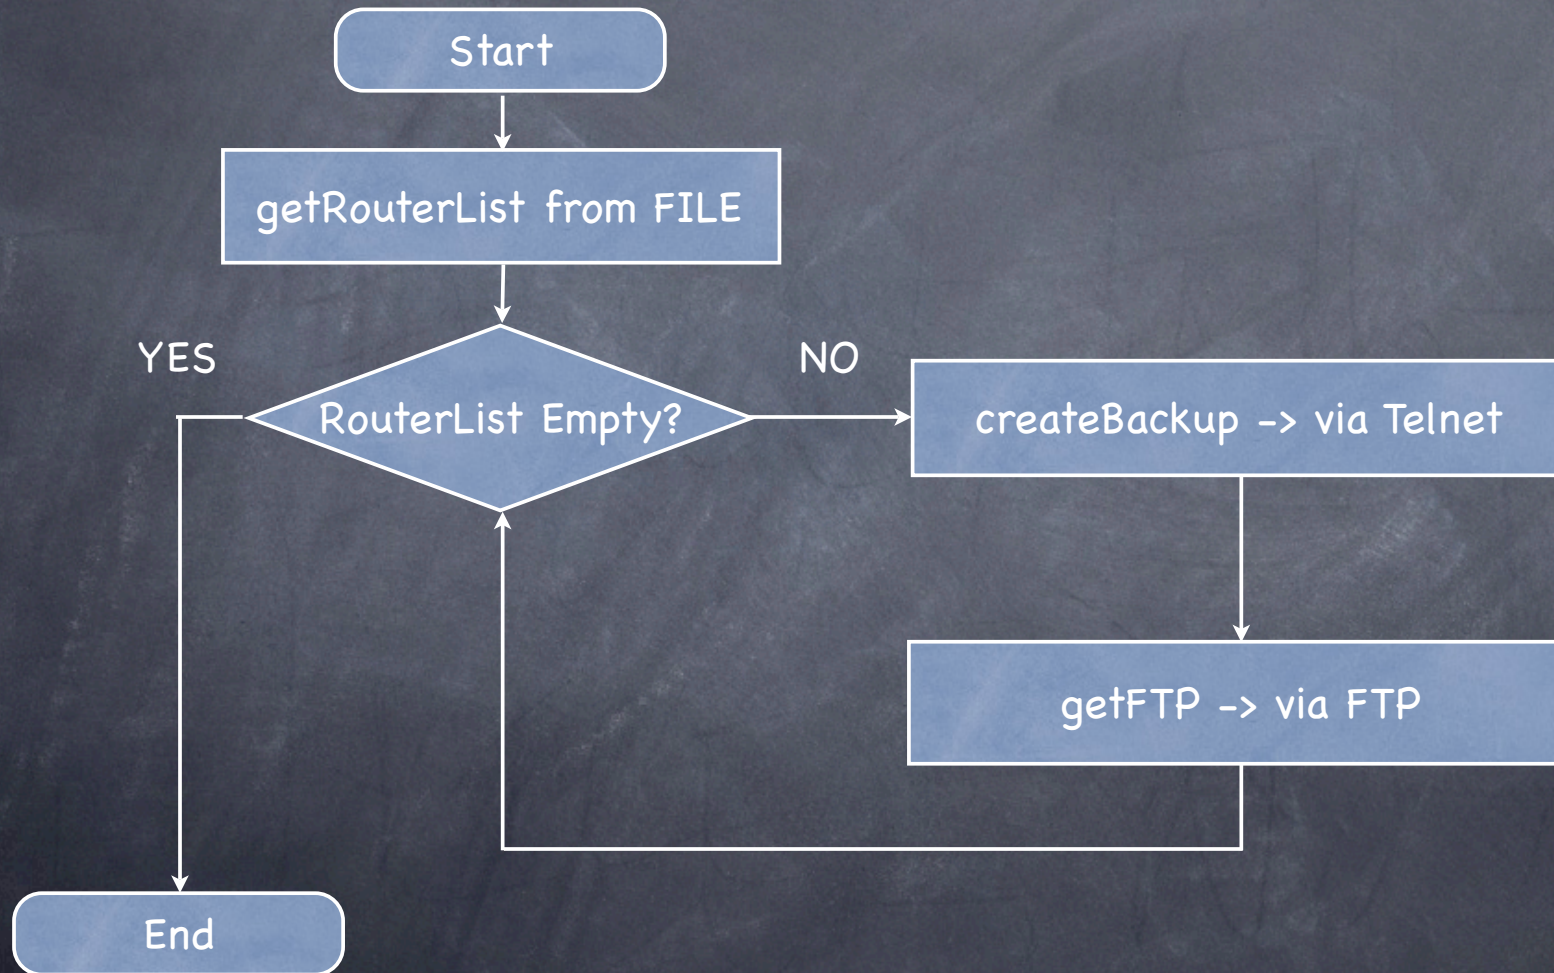 Start
getRouterList from FILE
YES
NO
RouterList Empty?
createBackup -> via Telnet
getFTP -> via FTP
End